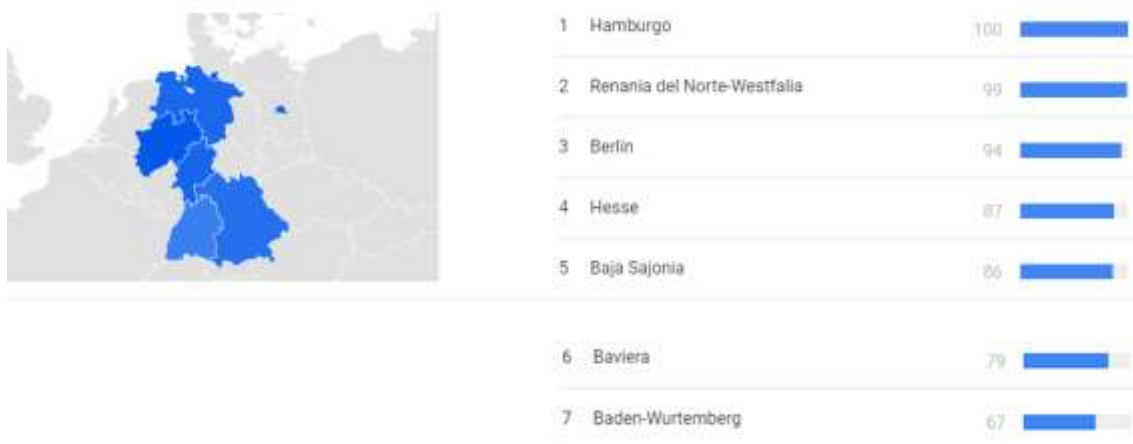 1 Hamburgo 100
2 Renania del Norte-Westfalia 99
3 Berlín 94
4 Hesse 87
5 Baja Sajonia 86
6 Baviera 79
7 Baden-Wurtemberg 67